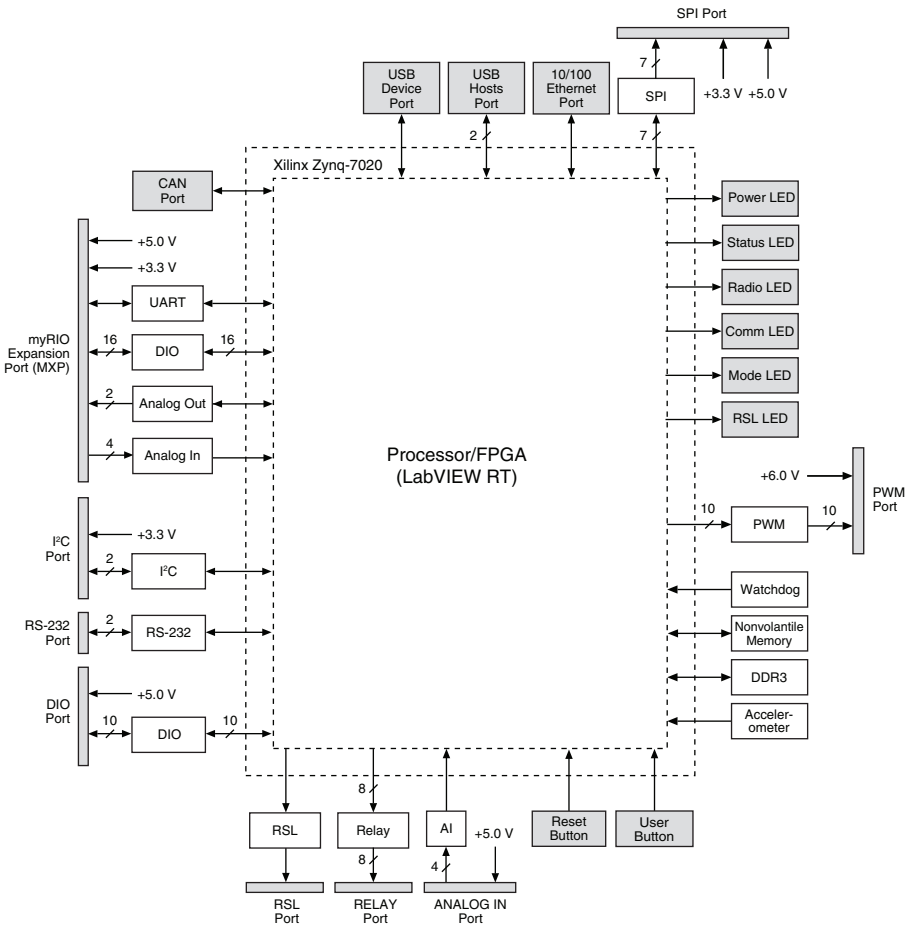 SPI Port
7
USB
Device
Port
USB
Hosts
Port
10/100
Ethernet
Port
SPI
+3.3 V
+5.0 V
2
7
Xilinx Zynq-7020
CAN
Port
Power LED
Status LED
Radio LED
Comm LED
Mode LED
RSL LED
+5.0 V
+3.3 V
UART
myRIO
Expansion
Port (MXP)
16
DIO
16
2
Analog Out
4
Analog In
Processor/FPGA
(LabVIEW RT)
+6.0 V
10
PWM
10
PWM
Port
I²C
Port
+3.3 V
2
I²C
RS-232
Port
2
RS-232
DIO
Port
+5.0 V
10
DIO
10
Watchdog
Nonvolantile
Memory
DDR3
Acceler-
ometer
8
RSL
Relay
AI
+5.0 V
Reset
Button
User
Button
8
4
RSL
Port
RELAY
Port
ANALOG IN
Port